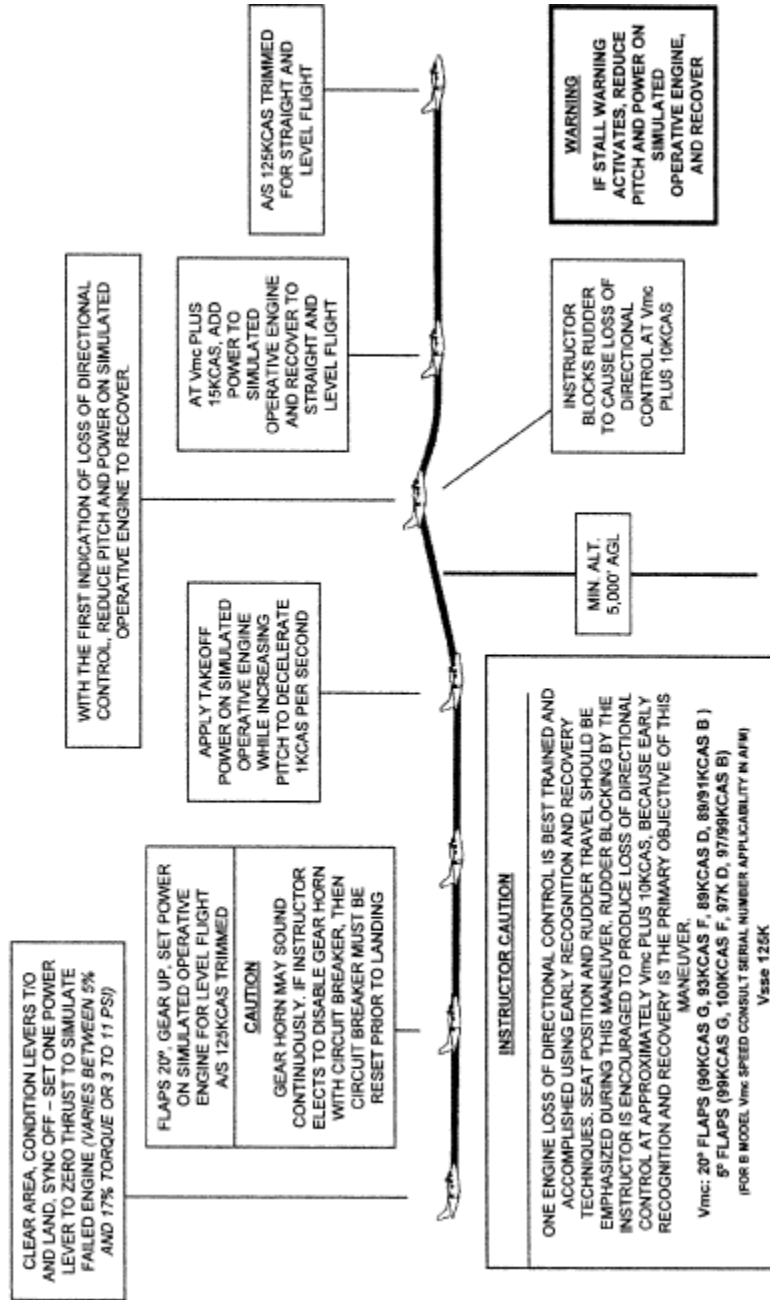 CLEAR AREA, CONDITION LEVERS T/O
AND LAND, SYNC OFF – SET ONE POWER
LEVER TO ZERO THRUST TO SIMULATE
FAILED ENGINE (VARIES BETWEEN 5%
AND 17% TORQUE OR 3 TO 11 PSI)
FLAPS 20°, GEAR UP, SET POWER
ON SIMULATED OPERATIVE
ENGINE FOR LEVEL FLIGHT
A/S 125KCAS TRIMMED
CAUTION
GEAR HORN MAY SOUND
CONTINUOUSLY. IF INSTRUCTOR
ELECTS TO DISABLE GEAR HORN
WITH CIRCUIT BREAKER, THEN
CIRCUIT BREAKER MUST BE
RESET PRIOR TO LANDING
APPLY TAKEOFF
POWER ON SIMULATED
OPERATIVE ENGINE
WHILE INCREASING
PITCH TO DECELERATE
1KCAS PER SECOND
WITH THE FIRST INDICATION OF LOSS OF DIRECTIONAL
CONTROL, REDUCE PITCH AND POWER ON SIMULATED
OPERATIVE ENGINE TO RECOVER.
AT Vmc PLUS
15KCAS, ADD
POWER TO
SIMULATED
OPERATIVE ENGINE
AND RECOVER TO
STRAIGHT AND
LEVEL FLIGHT
A/S 125KCAS TRIMMED
FOR STRAIGHT AND
LEVEL FLIGHT
INSTRUCTOR CAUTION
ONE ENGINE LOSS OF DIRECTIONAL CONTROL IS BEST TRAINED AND
ACCOMPLISHED USING EARLY RECOGNITION AND RECOVERY
TECHNIQUES. SEAT POSITION AND RUDDER TRAVEL SHOULD BE
EMPHASIZED DURING THIS MANEUVER. RUDDER BLOCKING BY THE
INSTRUCTOR IS ENCOURAGED TO PRODUCE LOSS OF DIRECTIONAL
CONTROL AT APPROXIMATELY Vmc PLUS 10KCAS, BECAUSE EARLY
RECOGNITION AND RECOVERY IS THE PRIMARY OBJECTIVE OF THIS
MANEUVER.
Vmc: 20° FLAPS (90KCAS G, 93KCAS F, 89KCAS D, 89/91KCAS B )
5° FLAPS (99KCAS G, 100KCAS F, 97K D, 97/99KCAS B)
(FOR B MODEL Vmc SPEED CONSULT SERIAL NUMBER APPLICABILITY IN AFM)
Vsse 125K
MIN. ALT.
5,000' AGL
INSTRUCTOR
BLOCKS RUDDER
TO CAUSE LOSS OF
DIRECTIONAL
CONTROL AT Vmc
PLUS 10KCAS
WARNING
IF STALL WARNING
ACTIVATES, REDUCE
PITCH AND POWER ON
SIMULATED
OPERATIVE ENGINE,
AND RECOVER